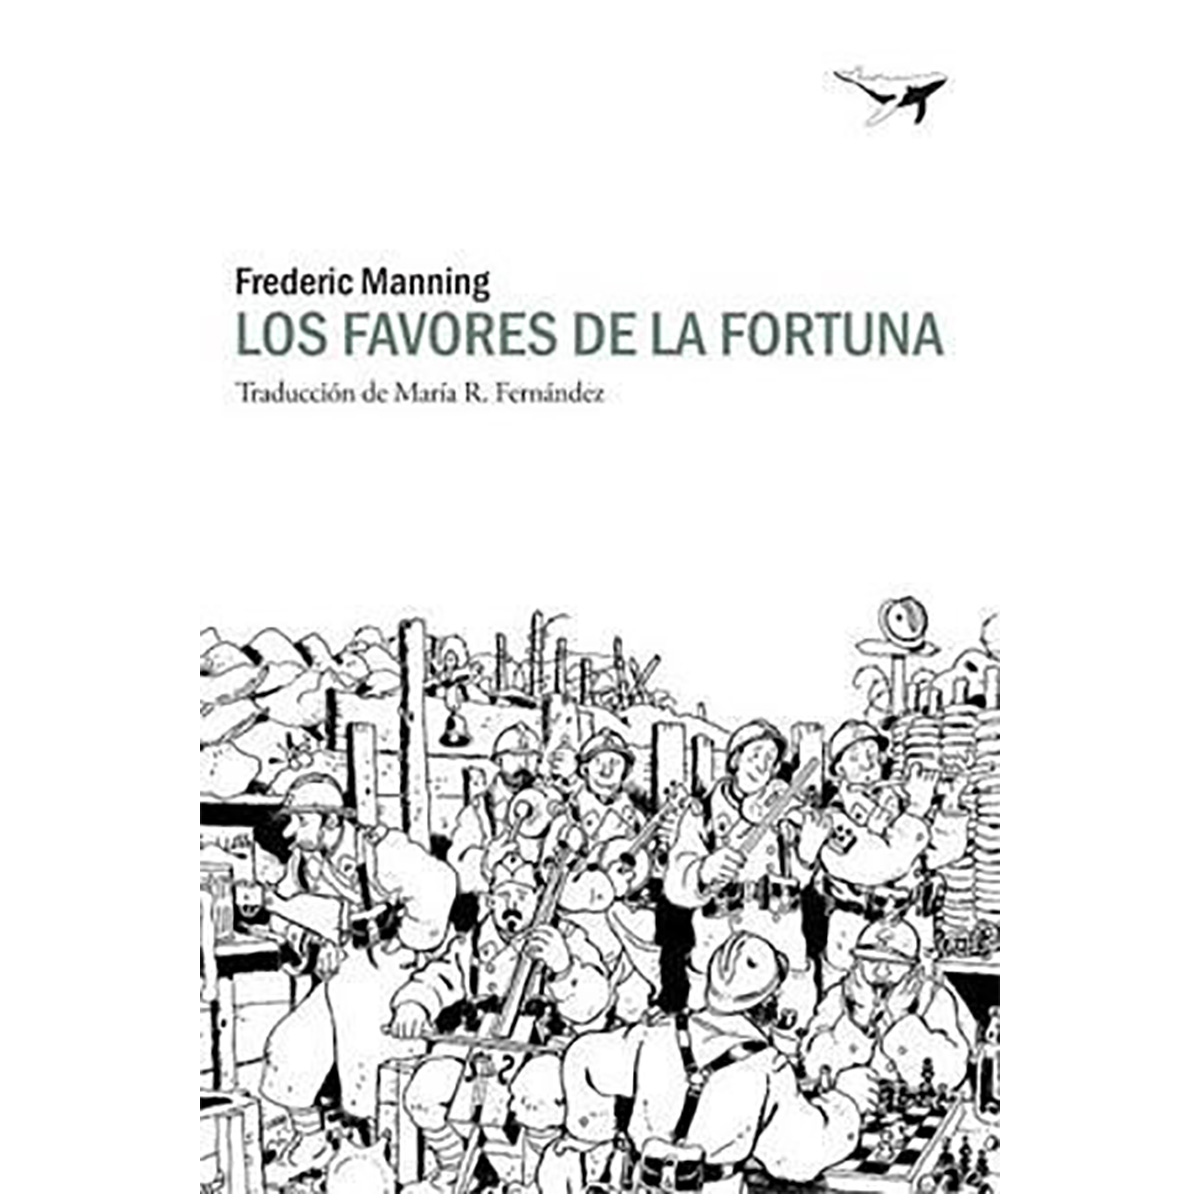 Frederic Manning
LOS FAVORES DE LA FORTUNA
Traducción de María R. Fernández